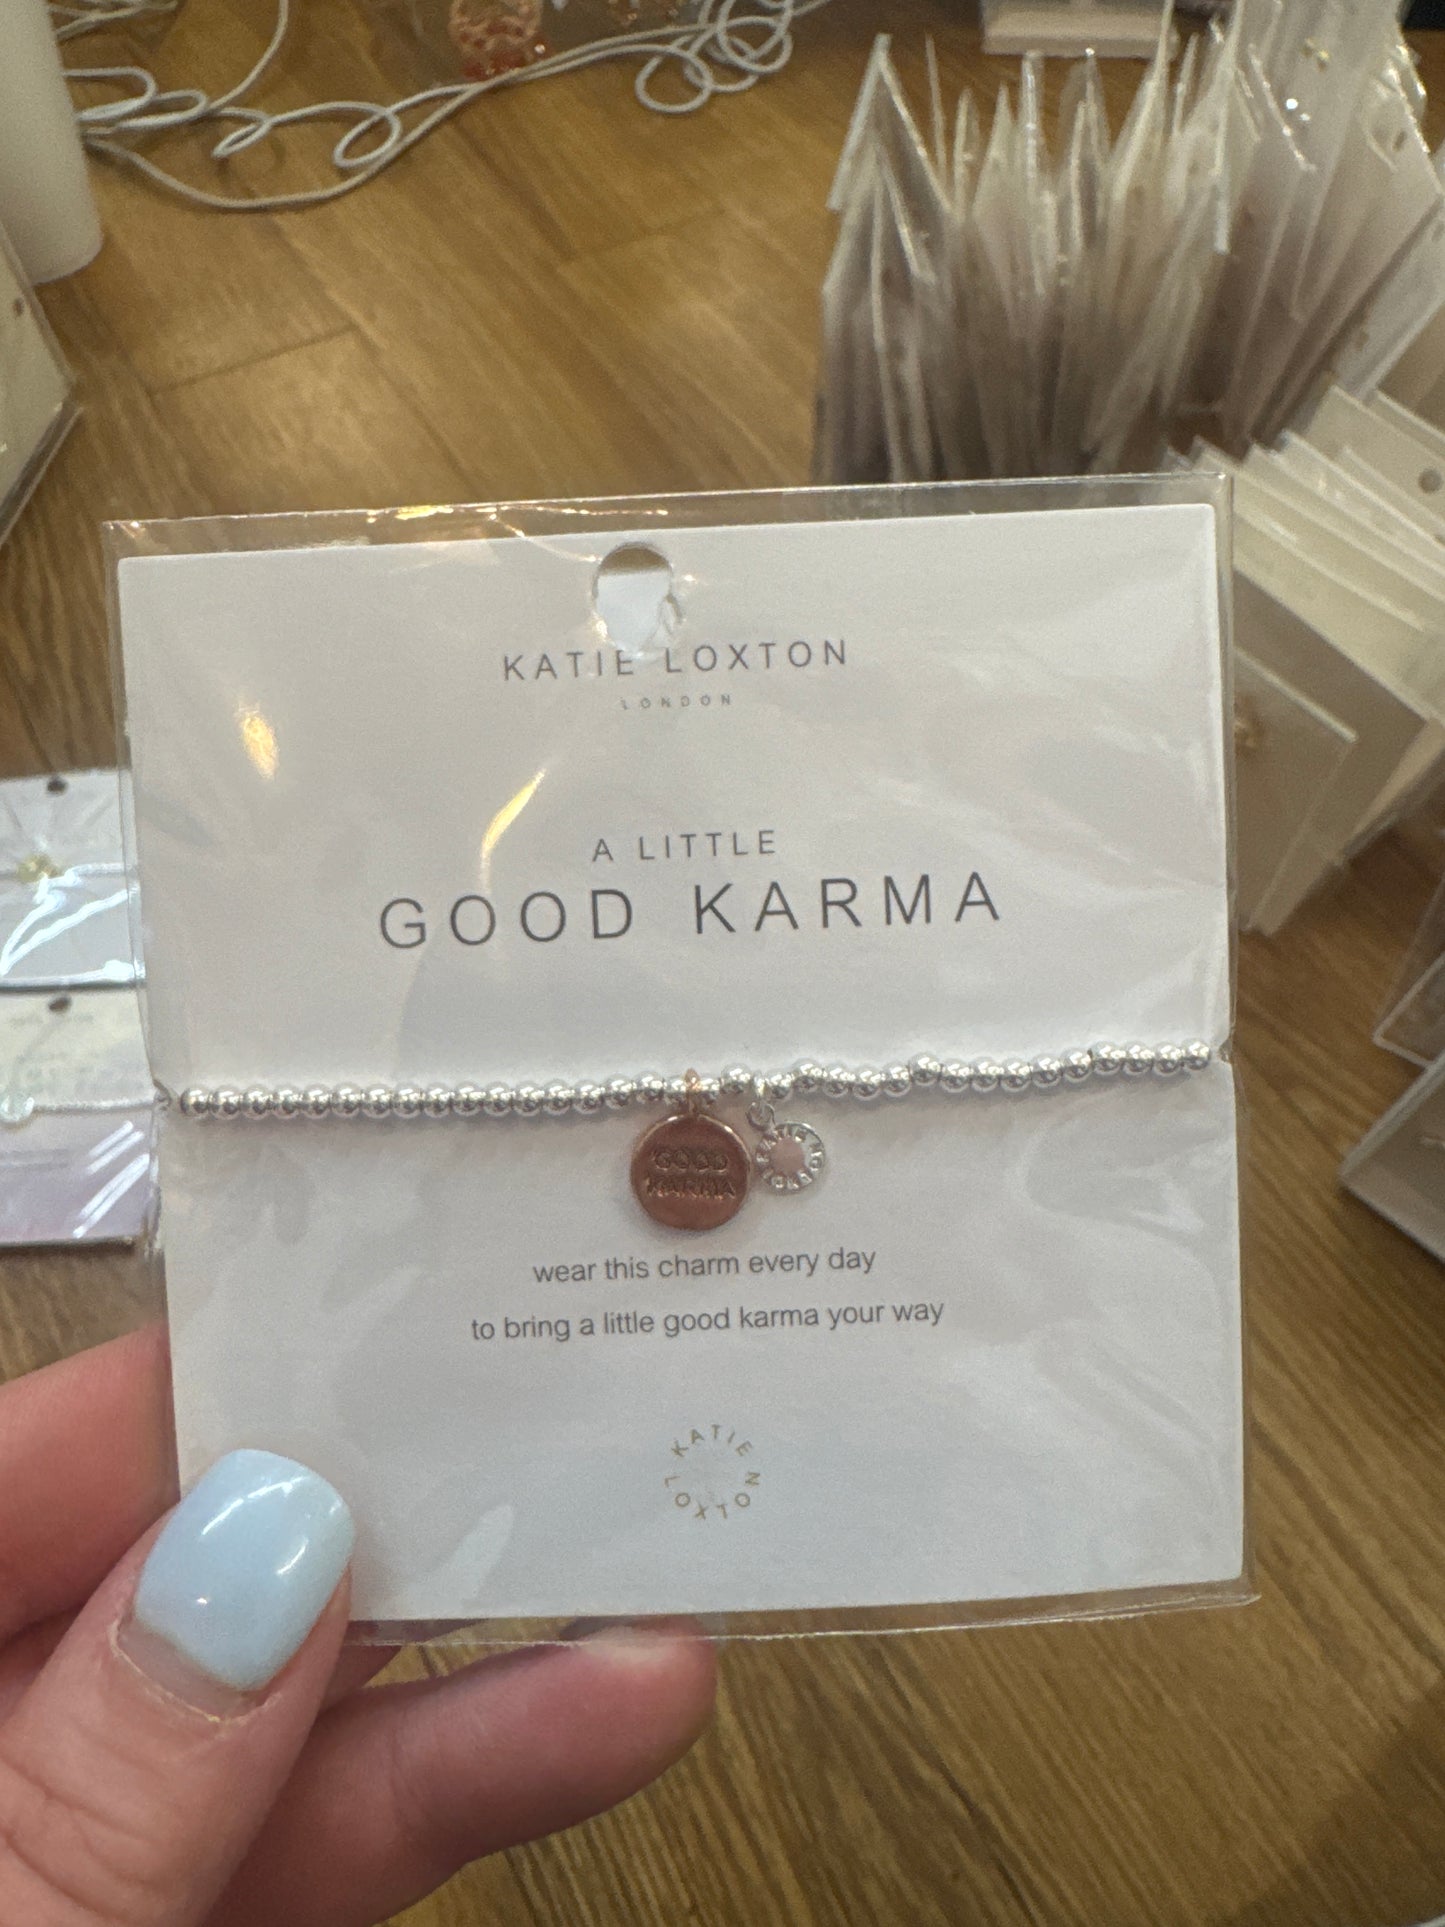 KATIE LOXTON
LONDON
A LITTLE
GOOD KARMA
GOOD
KARMA
wear this charm every day
to bring a little good karma your way
KATIE LOXTON